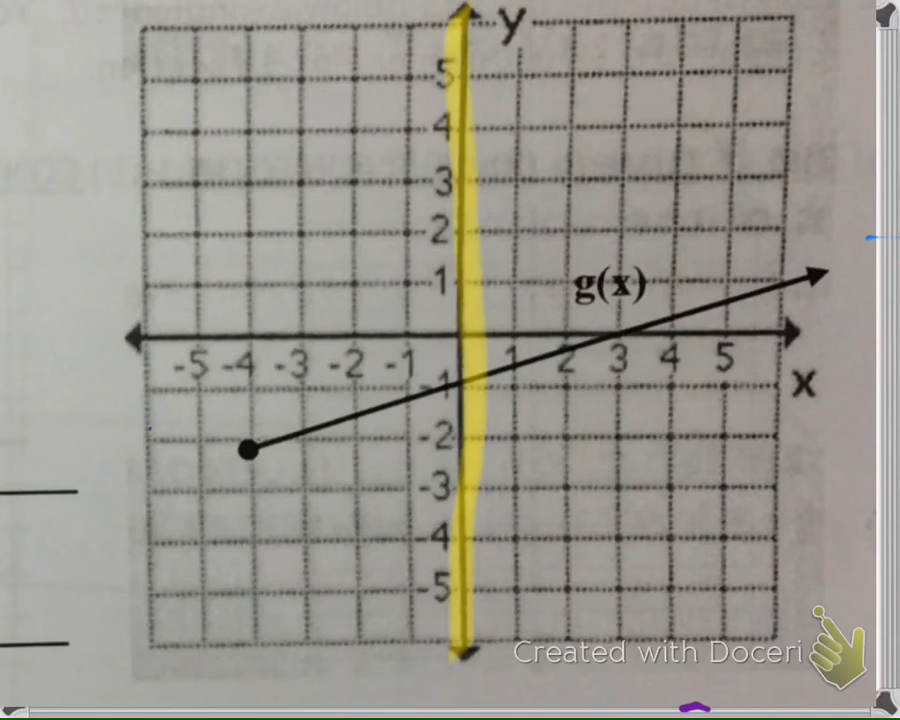 y
5
4
3
2
1
g(x)
-5 -4 -3 -2 -1 1 2 3 4 5
x
-1
-2
-3
-4
-5
Created with Doceri